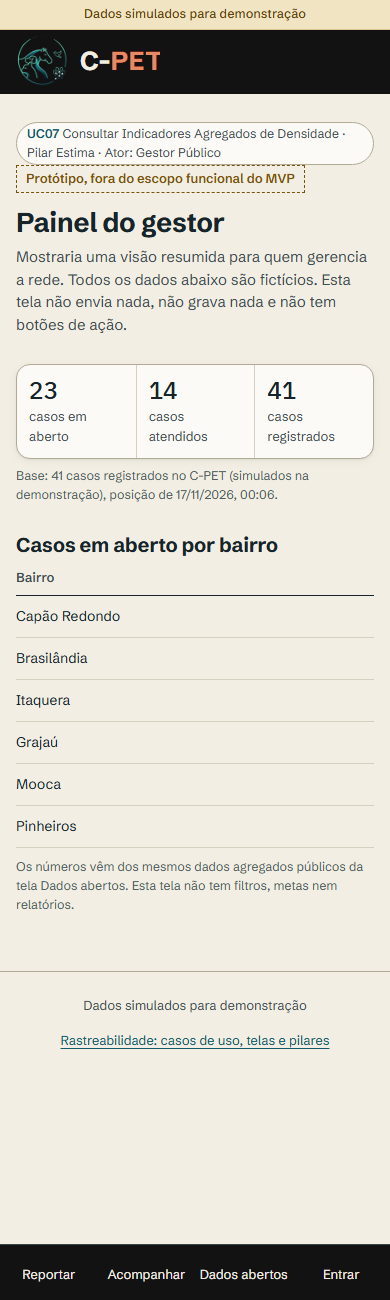 Dados simulados para demonstração
C-PET
UC07 Consultar Indicadores Agregados de Densidade ·
Pilar Estima · Ator: Gestor Público
Protótipo, fora do escopo funcional do MVP
Painel do gestor
Mostraria uma visão resumida para quem gerencia
a rede. Todos os dados abaixo são fictícios. Esta
tela não envia nada, não grava nada e não tem
botões de ação.
23
casos em
aberto
14
casos
atendidos
41
casos
registrados
Base: 41 casos registrados no C-PET (simulados na
demonstração), posição de 17/11/2026, 00:06.
Casos em aberto por bairro
Bairro
Capão Redondo
Brasilândia
Itaquera
Grajaú
Mooca
Pinheiros
Os números vêm dos mesmos dados agregados públicos da
tela Dados abertos. Esta tela não tem filtros, metas nem
relatórios.
Dados simulados para demonstração
Rastreabilidade: casos de uso, telas e pilares
Reportar
Acompanhar
Dados abertos
Entrar